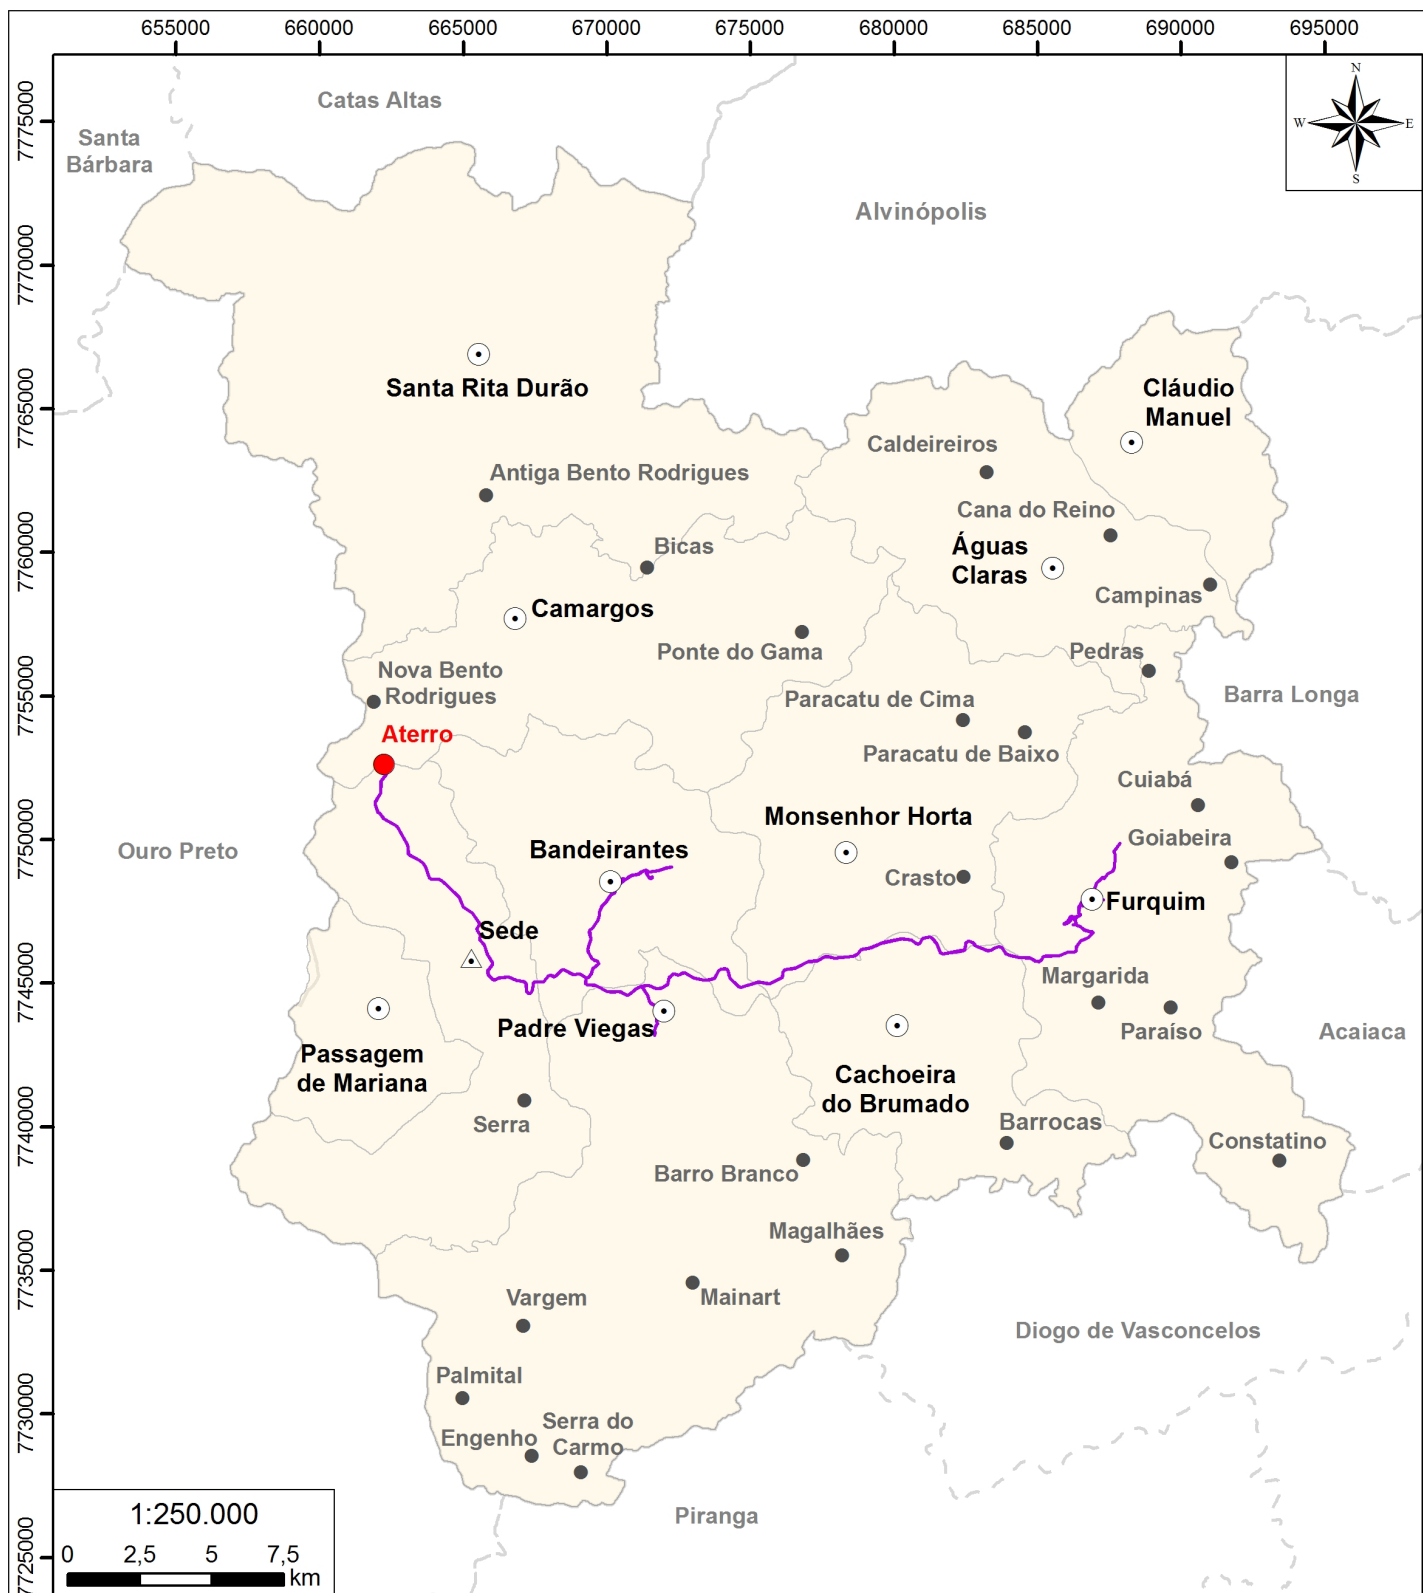 655000
660000
665000
670000
675000
680000
685000
690000
695000
7775000
7770000
7765000
7760000
7755000
7750000
7745000
7740000
7735000
7730000
7725000
N
W
E
S
Catas Altas
Santa
Bárbara
Alvinópolis
Santa Rita Durão
Cláudio
Manuel
Caldeireiros
Antiga Bento Rodrigues
Cana do Reino
Bicas
Águas
Claras
Campinas
Camargos
Ponte do Gama
Pedras
Nova Bento
Rodrigues
Barra Longa
Paracatu de Cima
Aterro
Paracatu de Baixo
Cuiabá
Monsenhor Horta
Goiabeira
Ouro Preto
Bandeirantes
Crasto
Furquim
Sede
Margarida
Padre Viegas
Paraíso
Acaiaca
Passagem
de Mariana
Cachoeira
do Brumado
Serra
Barrocas
Constatino
Barro Branco
Magalhães
Vargem
Mainart
Diogo de Vasconcelos
Palmital
Serra do
Carmo
Engenho
Piranga
1:250.000
0 2,5 5 7,5
km